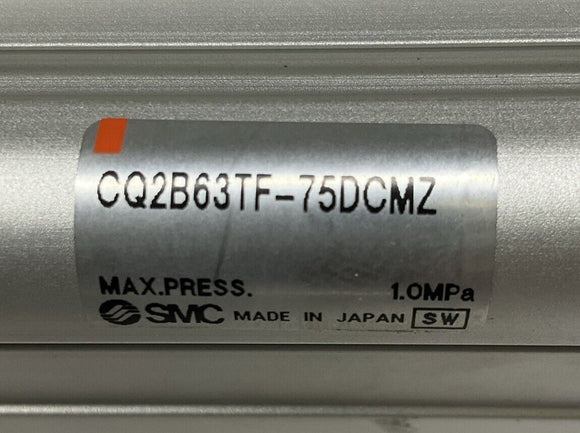 CQ2B63TF-75DCMZ
MAX.PRESS. 1.0MPa
SMC MADE IN JAPAN SW